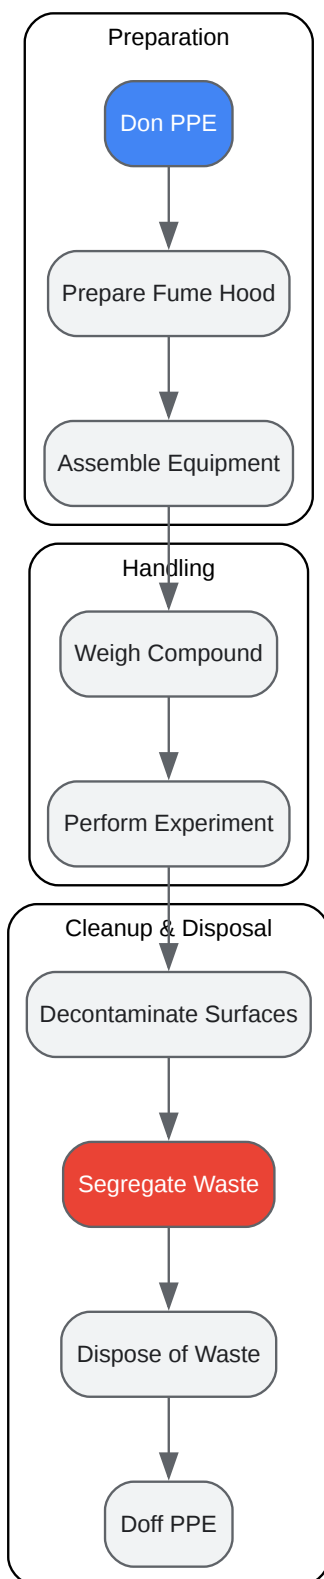 Preparation
Don PPE
Prepare Fume Hood
Assemble Equipment
Handling
Weigh Compound
Perform Experiment
Cleanup & Disposal
Decontaminate Surfaces
Segregate Waste
Dispose of Waste
Doff PPE